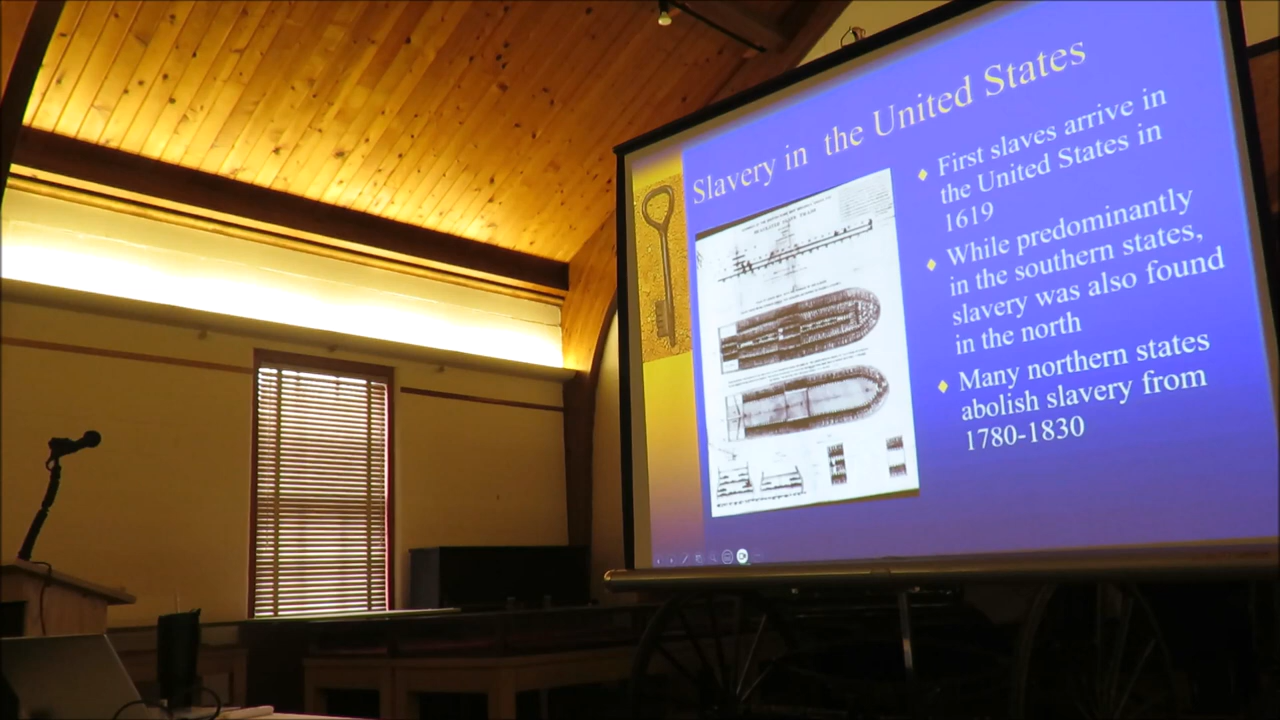 Slavery in the United States
First slaves arrive in
the United States in
1619
While predominantly
in the southern states,
slavery was also found
in the north
Many northern states
abolish slavery from
1780-1830